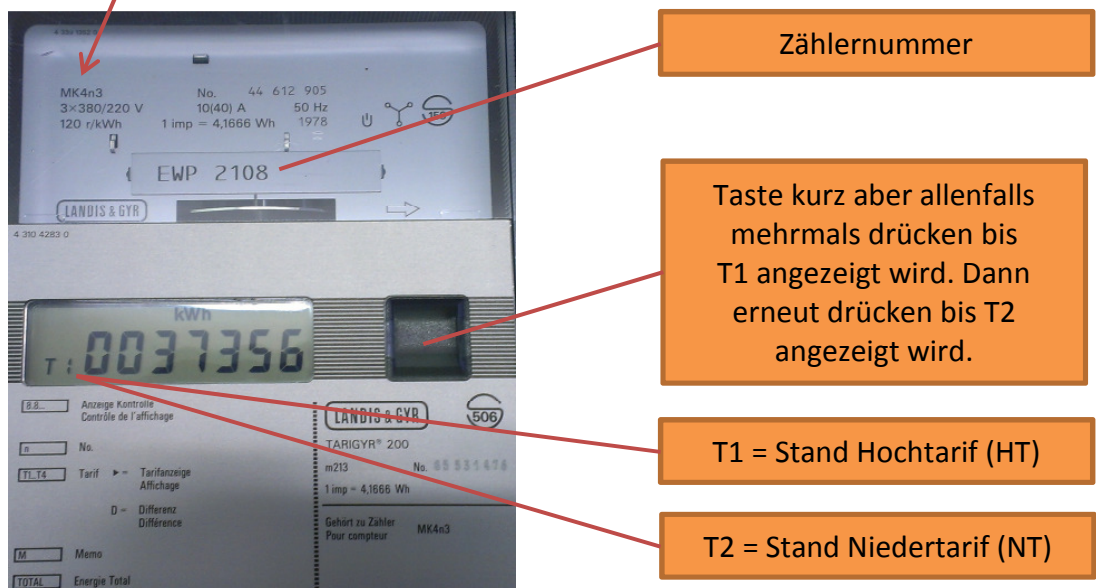 Zählernummer
MK4n3 No. 44 612 905
3×380/220 V 10(40) A 50 Hz
120 r/kWh 1 imp = 4,1666 Wh 1978
EWP 2108
LANDIS & GYR
4 310 4283 0
Taste kurz aber allenfalls
mehrmals drücken bis
T1 angezeigt wird. Dann
erneut drücken bis T2
angezeigt wird.
kWh
T1 0037356
8.8... Anzeige Kontrolle
Contrôle de l'affichage
n No.
T1...T4 Tarif ►= Tarifanzeige
Affichage
D = Differenz
Différence
M Memo
TOTAL Energie Total
LANDIS & GYR 506
TARIGYR® 200
m213 No. 85 531 478
1 imp = 4,1666 Wh
Gehört zu Zähler MK4n3
Pour compteur
T1 = Stand Hochtarif (HT)
T2 = Stand Niedertarif (NT)